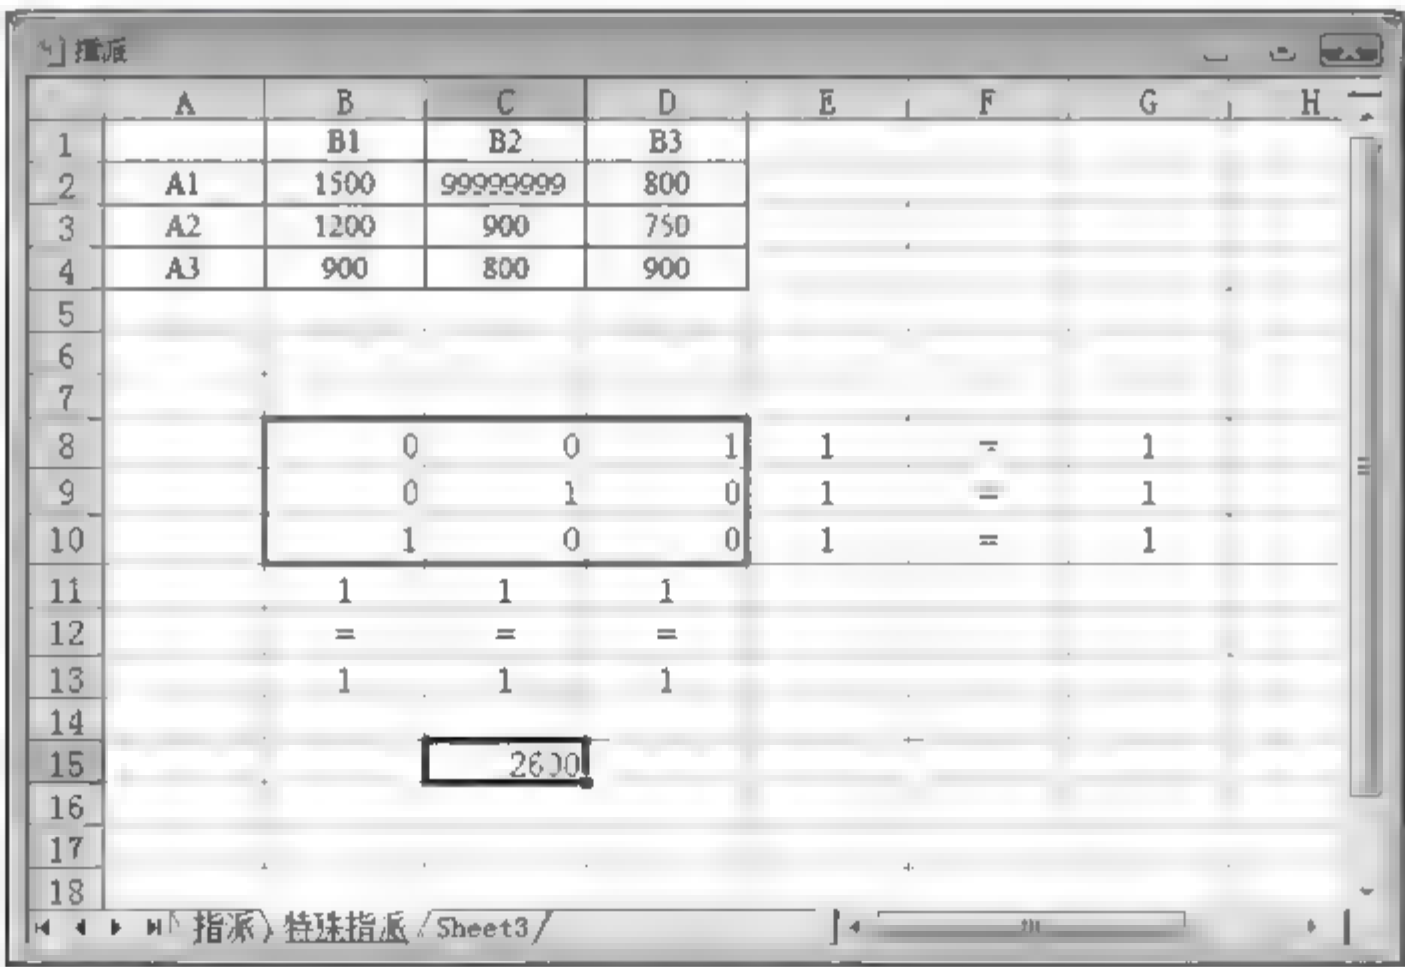 指派
A B C D E F G H
1 B1 B2 B3
2 A1 1500 99999999 800
3 A2 1200 900 750
4 A3 900 800 900
5
6
7
8 0 0 1 1 = 1
9 0 1 0 1 = 1
10 1 0 0 1 = 1
11 1 1 1
12 = = =
13 1 1 1
14
15 2600
16
17
18
指派 特殊指派 Sheet3